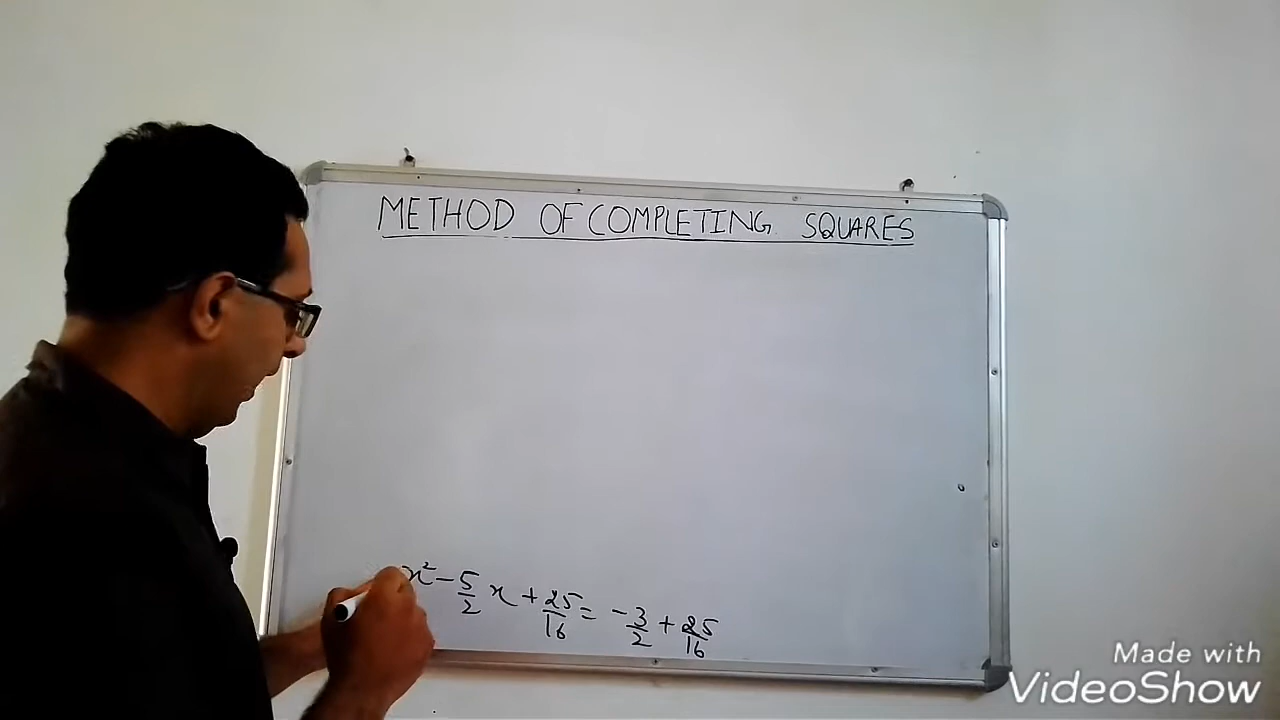 METHOD OF COMPLETING SQUARES
x² - 5/2 x + 25/16 = -3/2 + 25/16
Made with
VideoShow